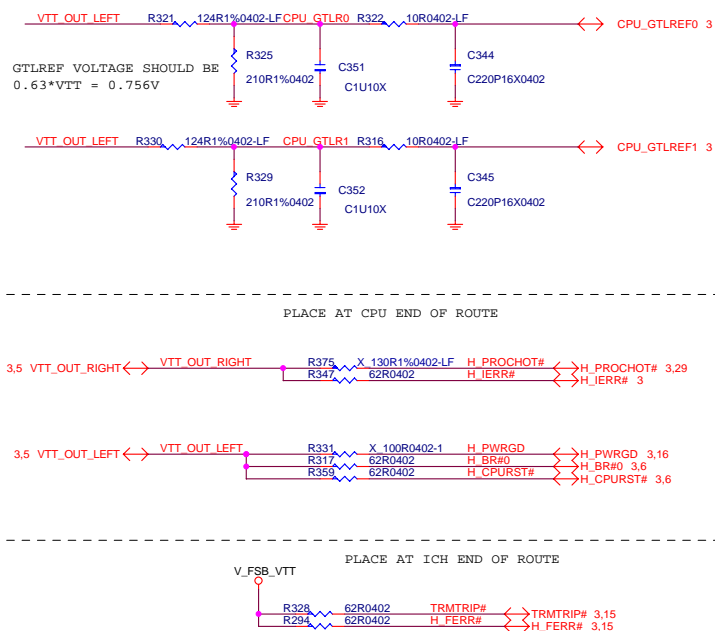 VTT_OUT_LEFT R321 124R1%0402-LF CPU_GTLR0 R322 10R0402-LF CPU_GTLREF0 3
R325 C351 C344
GTLREF VOLTAGE SHOULD BE
0.63*VTT = 0.756V
210R1%0402 C1U10X C220P16X0402
VTT_OUT_LEFT R330 124R1%0402-LF CPU_GTLR1 R316 10R0402-LF CPU_GTLREF1 3
R329 C352 C345
210R1%0402 C1U10X C220P16X0402
PLACE AT CPU END OF ROUTE
3,5 VTT_OUT_RIGHT VTT_OUT_RIGHT R375 X_130R1%0402-LF H_PROCHOT# H_PROCHOT# 3,29
R347 62R0402 H_IERR# H_IERR# 3
3,5 VTT_OUT_LEFT VTT_OUT_LEFT R331 X_100R0402-1 H_PWRGD H_PWRGD 3,16
R317 62R0402 H_BR#0 H_BR#0 3,6
R359 62R0402 H_CPURST# H_CPURST# 3,6
PLACE AT ICH END OF ROUTE
V_FSB_VTT
R328 62R0402 TRMTRIP# TRMTRIP# 3,15
R294 62R0402 H_FERR# H_FERR# 3,15